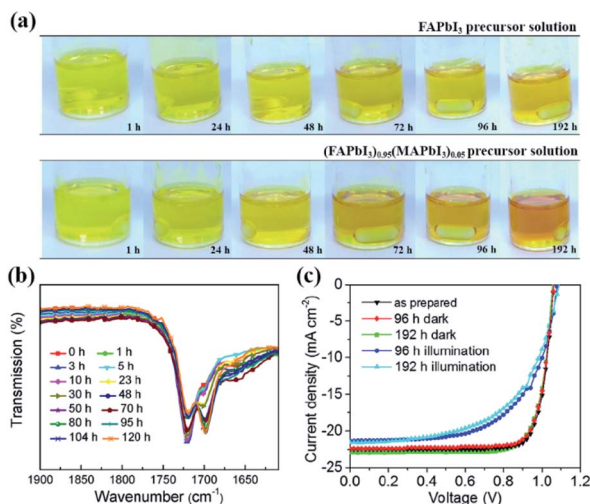 (a)
FAPbI₃ precursor solution
1 h 24 h 48 h 72 h 96 h 192 h
(FAPbI₃)₀.₉₅(MAPbI₃)₀.₀₅ precursor solution
1 h 24 h 48 h 72 h 96 h 192 h
(b)
Transmission (%)
0 h 1 h
3 h 5 h
10 h 23 h
30 h 48 h
50 h 70 h
80 h 95 h
104 h 120 h
1900 1850 1800 1750 1700 1650
Wavenumber (cm⁻¹)
(c)
Current density (mA cm⁻²)
0
-5
-10
-15
-20
-25
as prepared
96 h dark
192 h dark
96 h illumination
192 h illumination
0.0 0.2 0.4 0.6 0.8 1.0 1.2
Voltage (V)